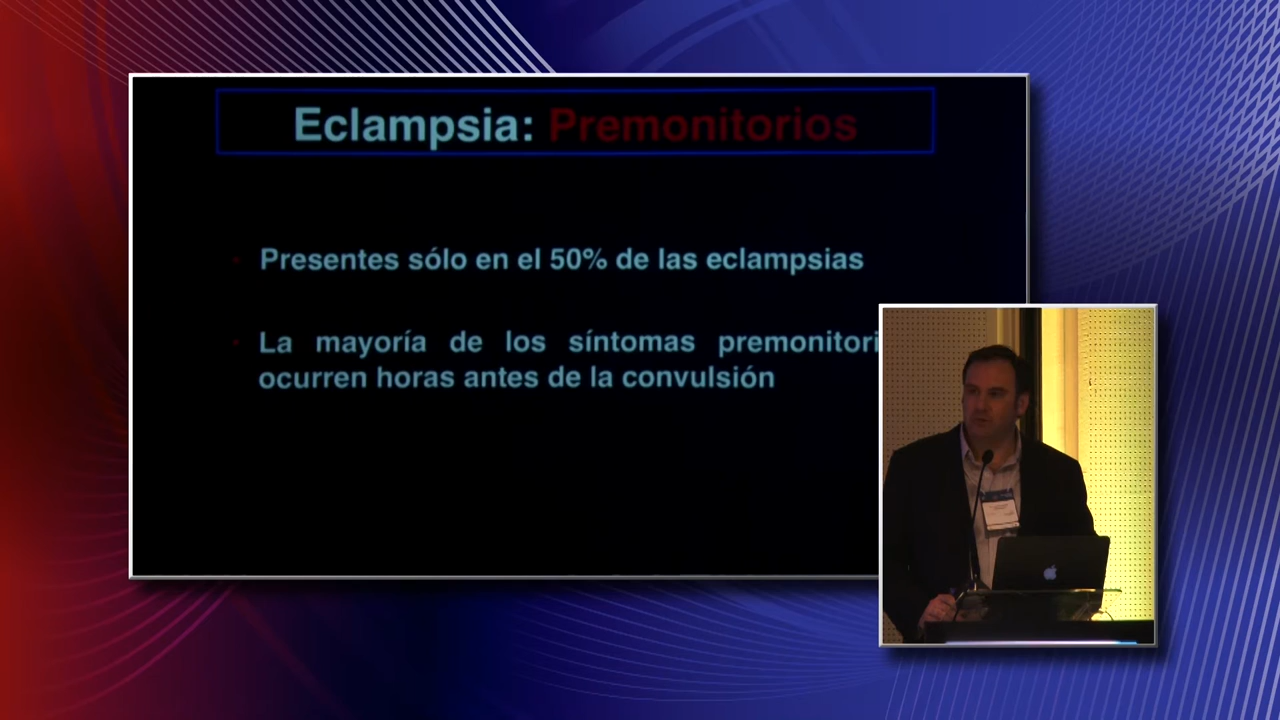 Eclampsia: Premonitorios
Presentes sólo en el 50% de las eclampsias
La mayoría de los síntomas premonitori
ocurren horas antes de la convulsión